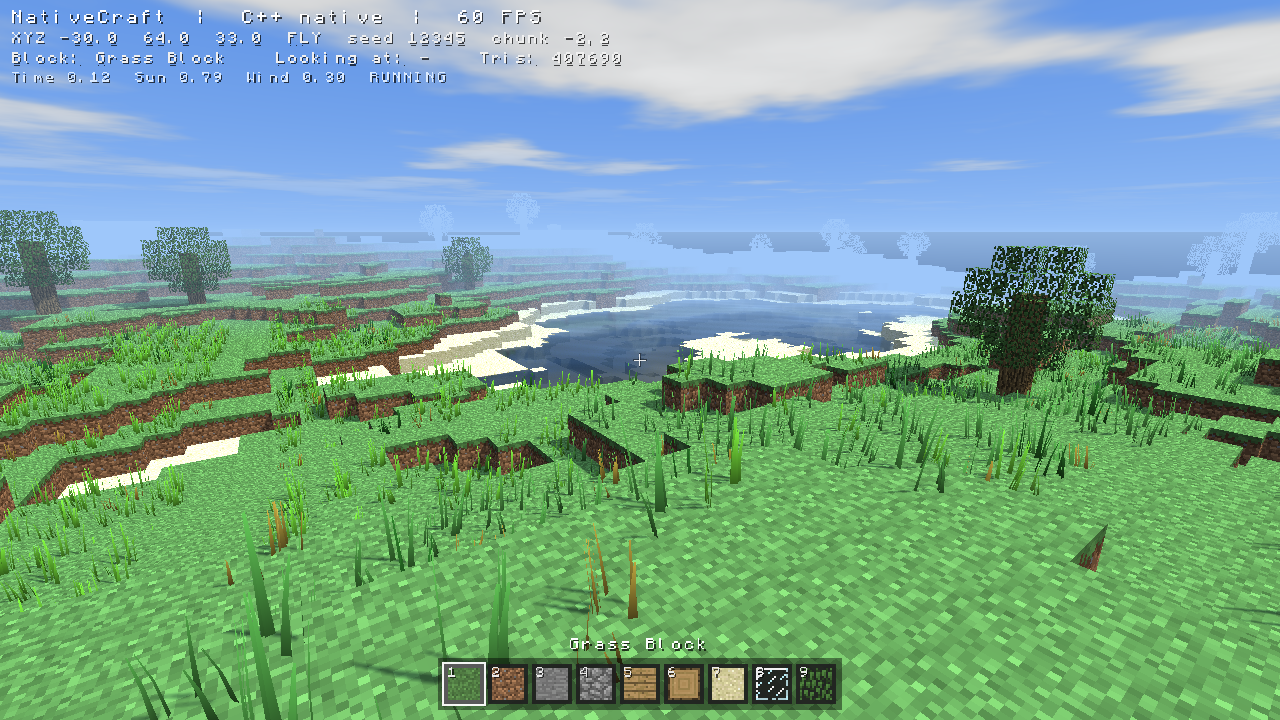 NativeCraft | C++ native | 60 FPS
XYZ -30.0 64.0 33.0 FLY seed 12345 chunk -2,2
Block: Grass Block Looking at: - Tris: 407690
Time 0.12 Sun 0.79 Wind 0.30 RUNNING
Grass Block
1 2 3 4 5 6 7 8 9